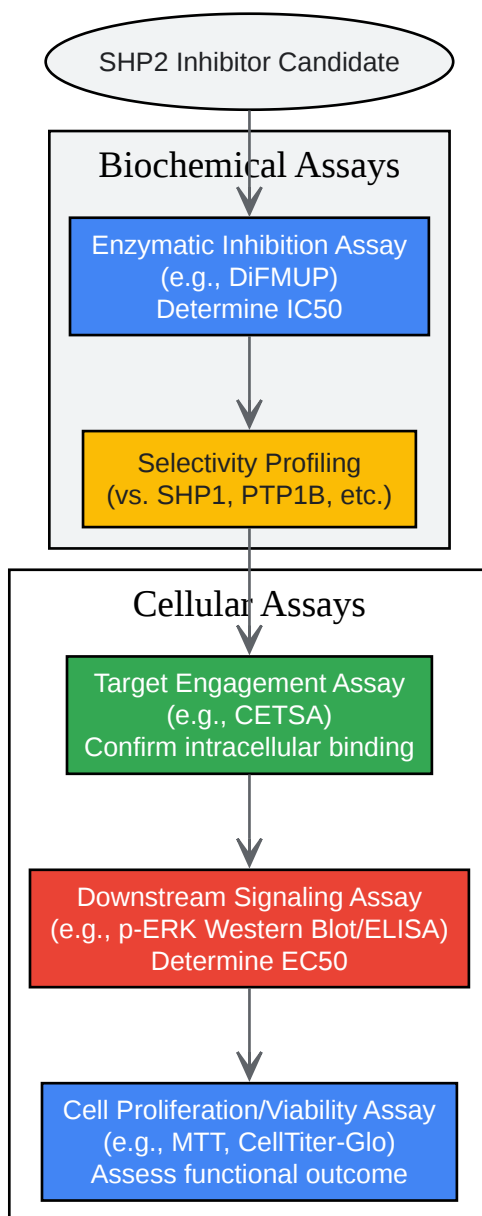 SHP2 Inhibitor Candidate
Biochemical Assays
Enzymatic Inhibition Assay
(e.g., DiFMUP)
Determine IC50
Selectivity Profiling
(vs. SHP1, PTP1B, etc.)
Cellular Assays
Target Engagement Assay
(e.g., CETSA)
Confirm intracellular binding
Downstream Signaling Assay
(e.g., p-ERK Western Blot/ELISA)
Determine EC50
Cell Proliferation/Viability Assay
(e.g., MTT, CellTiter-Glo)
Assess functional outcome